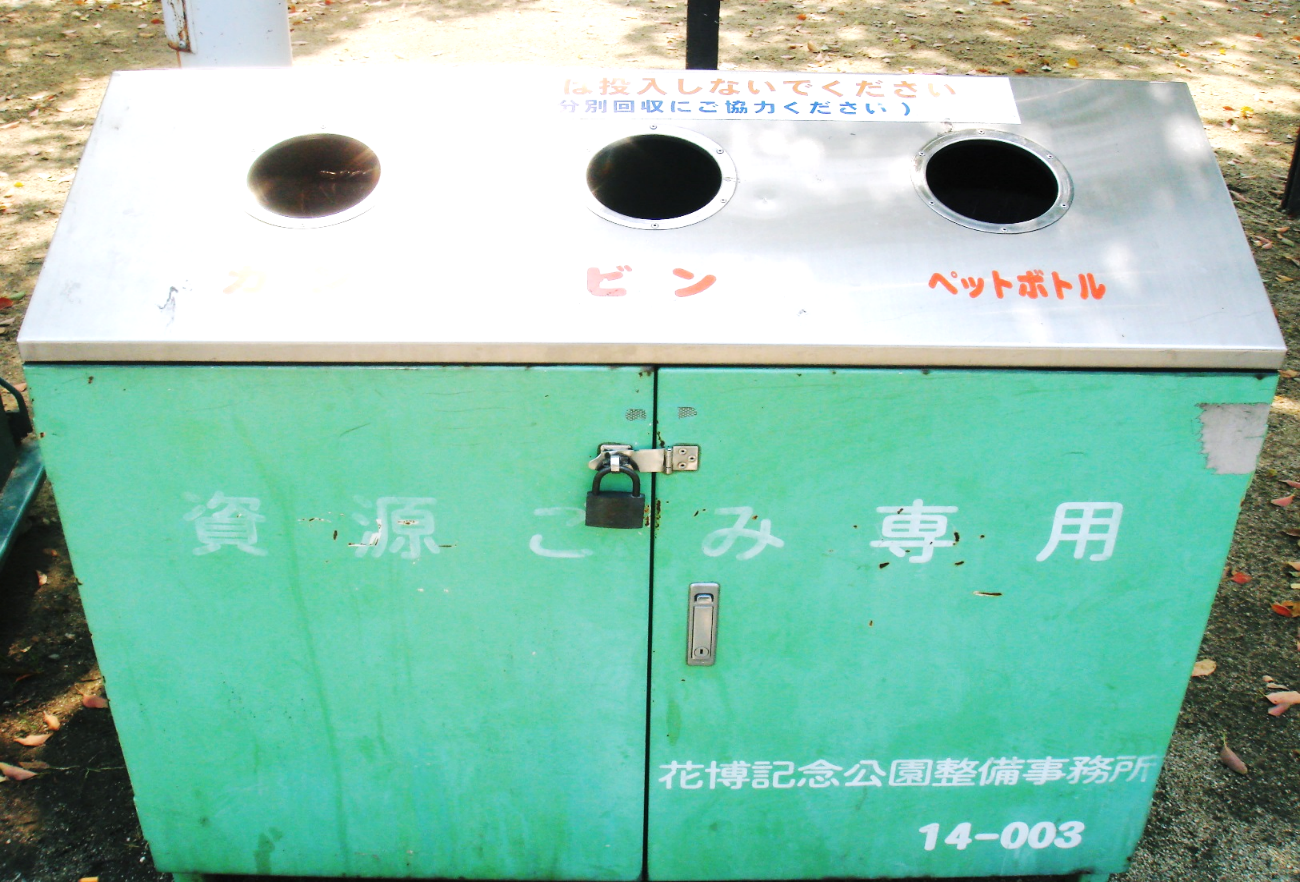 は投入しないでください
分別回収にご協力ください)
カ ビン ペットボトル
資源ごみ専用
花博記念公園整備事務所
14-003